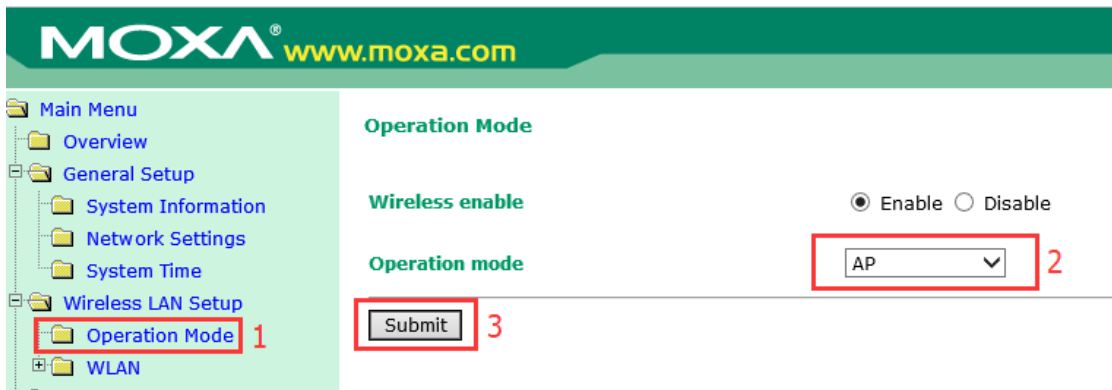 MOXA® www.moxa.com
Main Menu
Overview
General Setup
System Information
Network Settings
System Time
Wireless LAN Setup
Operation Mode 1
WLAN
Operation Mode
Wireless enable
Enable Disable
Operation mode
AP 2
Submit 3